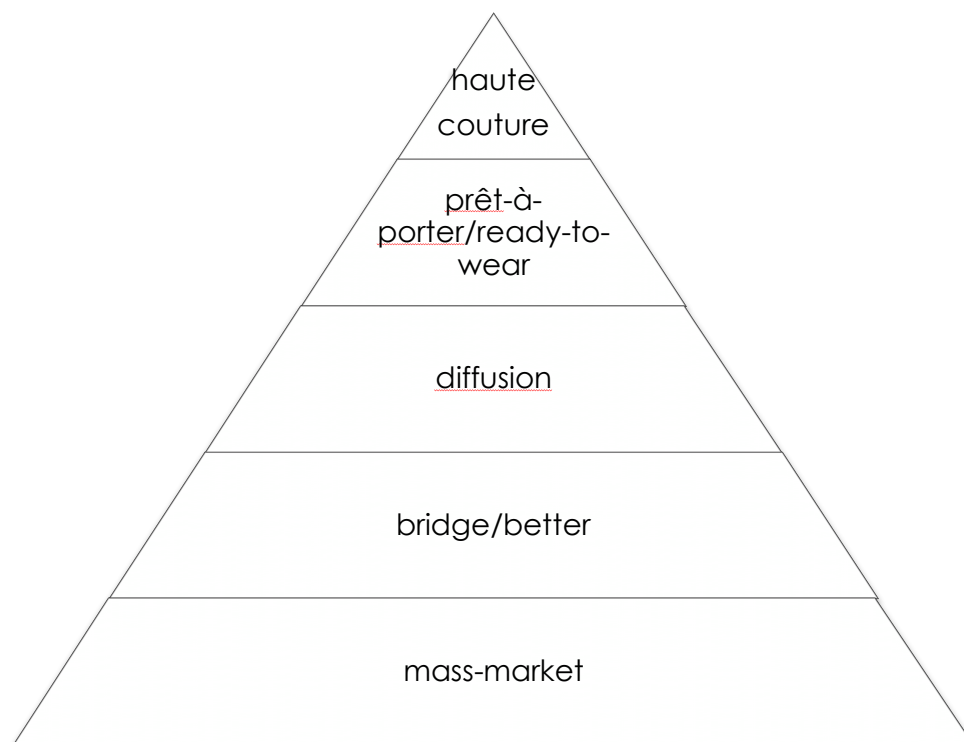 haute
couture
prêt-à-
porter/ready-to-
wear
diffusion
bridge/better
mass-market